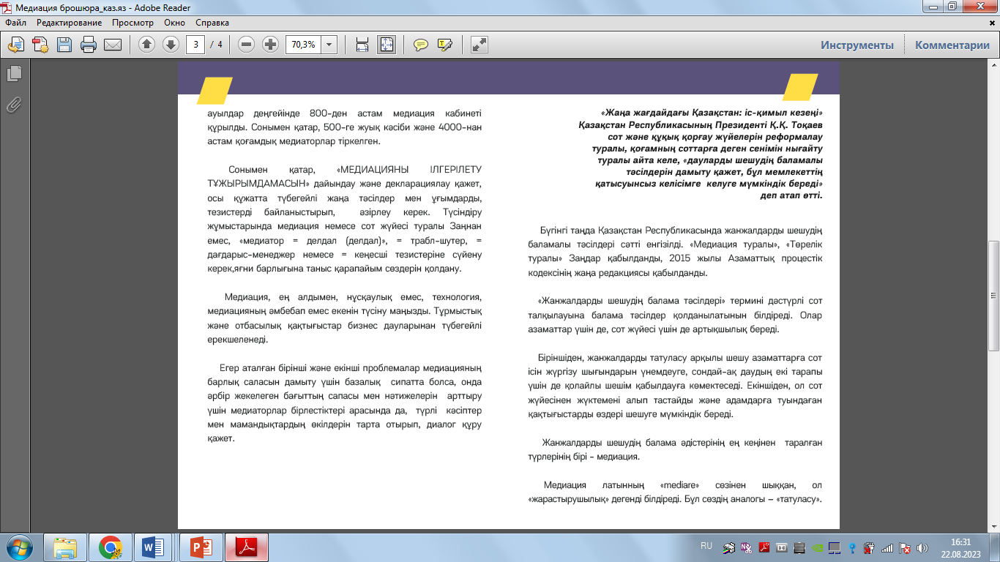 Медиация брошюра_каз.яз - Adobe Reader
Файл Редактирование Просмотр Окно Справка
3 / 4 70,3% Инструменты Комментарии
ауылдар деңгейінде 800-ден астам медиация кабинеті
құрылды. Сонымен қатар, 500-ге жуық кәсіби және 4000-нан
астам қоғамдық медиаторлар тіркелген.
Сонымен қатар, «МЕДИАЦИЯНЫ ІЛГЕРІЛЕТУ
ТҰЖЫРЫМДАМАСЫН» дайындау және декларациялау қажет,
осы құжатта түбегейлі жаңа тәсілдер мен ұғымдарды,
тезистерді байланыстырып, әзірлеу керек. Түсіндіру
жұмыстарында медиация немесе сот жүйесі туралы Заңнан
емес, «медиатор = делдал (делдал)», = трабл-шутер, =
дағдарыс-менеджер немесе = кеңесші тезистеріне сүйену
керек,яғни барлығына таныс қарапайым сөздерін қолдану.
Медиация, ең алдымен, нұсқаулық емес, технология,
медиацияның әмбебап емес екенін түсіну маңызды. Тұрмыстық
және отбасылық қақтығыстар бизнес дауларынан түбегейлі
ерекшеленеді.
Егер аталған бірінші және екінші проблемалар медиацияның
барлық саласын дамыту үшін базалық сипатта болса, онда
әрбір жекелеген бағыттың сапасы мен нәтижелерін арттыру
үшін медиаторлар бірлестіктері арасында да, түрлі кәсіптер
мен мамандықтардың өкілдерін тарта отырып, диалог құру
қажет.
«Жаңа жағдайдағы Қазақстан: іс-қимыл кезеңі»
Қазақстан Республикасының Президенті Қ.Қ. Тоқаев
сот және құқық қорғау жүйелерін реформалау
туралы, қоғамның соттарға деген сенімін нығайту
туралы айта келе, «дауларды шешудің баламалы
тәсілдерін дамыту қажет, бұл мемлекеттің
қатысуынсыз келісімге келуге мүмкіндік береді»
деп атап өтті.
Бүгінгі таңда Қазақстан Республикасында жанжалдарды шешудің
баламалы тәсілдері сәтті енгізілді. «Медиация туралы», «Төрелік
туралы» Заңдар қабылданды, 2015 жылы Азаматтық процестік
кодексінің жаңа редакциясы қабылданды.
«Жанжалдарды шешудің балама тәсілдері» термині дәстүрлі сот
талқылауына балама тәсілдер қолданылатынын білдіреді. Олар
азаматтар үшін де, сот жүйесі үшін де артықшылық береді.
Біріншіден, жанжалдарды татуласу арқылы шешу азаматтарға сот
ісін жүргізу шығындарын үнемдеуге, сондай-ақ даудың екі тарапы
үшін де қолайлы шешім қабылдауға көмектеседі. Екіншіден, ол сот
жүйесінен жүктемені алып тастайды және адамдарға туындаған
қақтығыстарды өздері шешуге мүмкіндік береді.
Жанжалдарды шешудің балама әдістерінің ең кеңінен таралған
түрлерінің бірі - медиация.
Медиация латынның «mediare» сөзінен шыққан, ол
«жарастырушылық» дегенді білдіреді. Бұл сөздің аналогы – «татуласу».
RU
16:31
22.08.2023